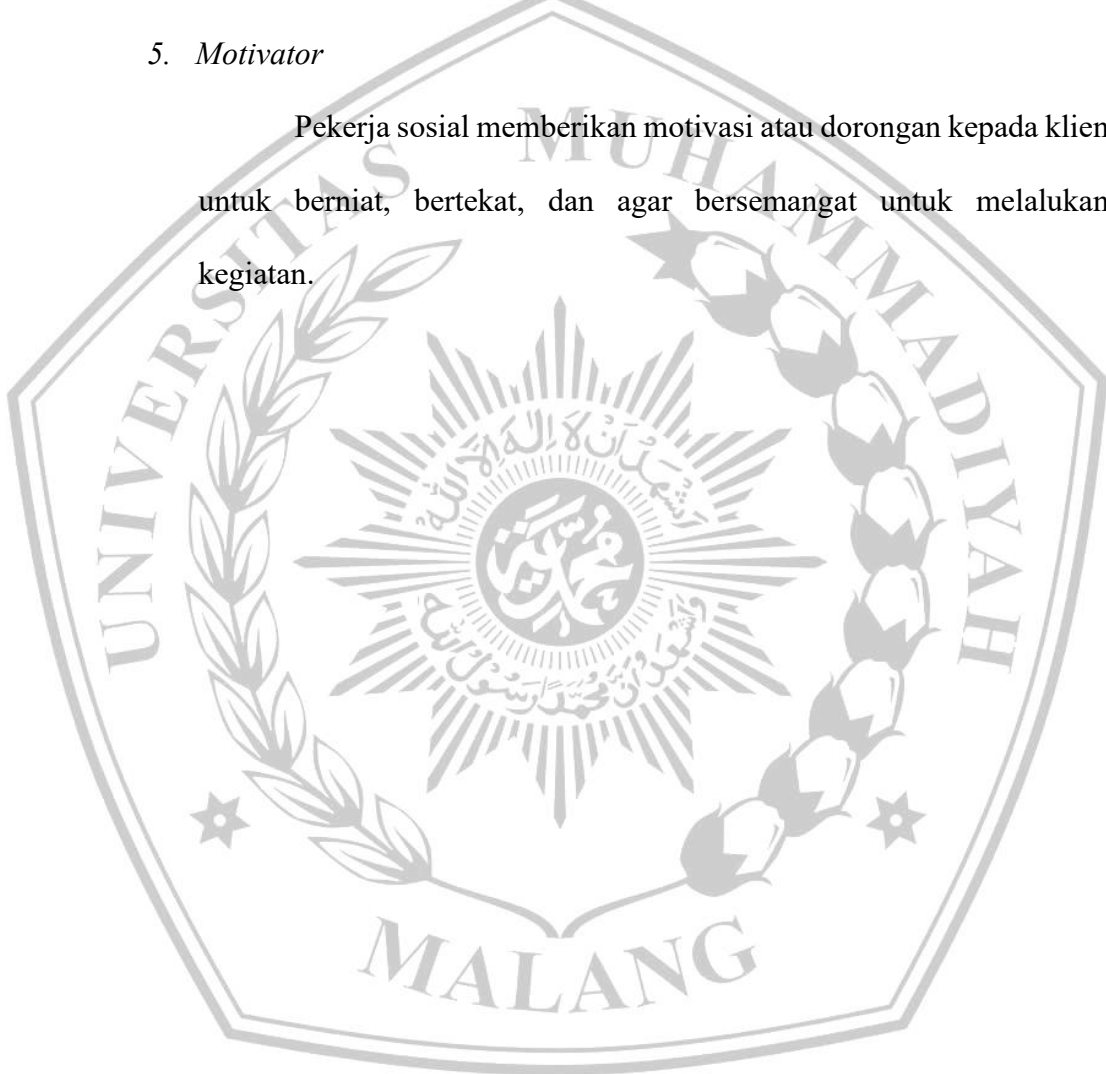 5. Motivator
Pekerja sosial memberikan motivasi atau dorongan kepada klien
untuk berniat, bertekat, dan agar bersemangat untuk melalukan
kegiatan.
UNIVERSITAS MUHAMMADIYAH
MALANG